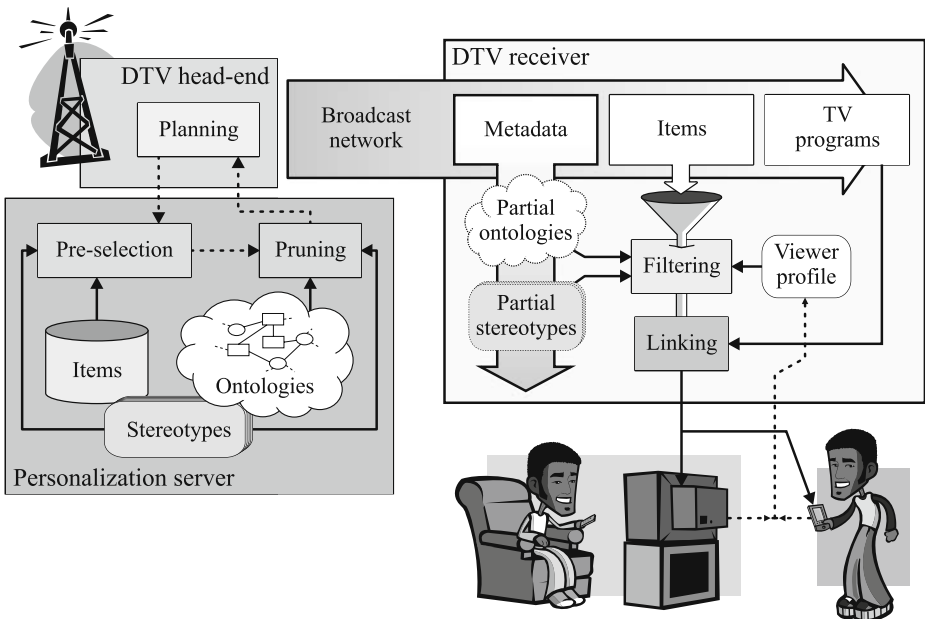 DTV head-end
Planning
Personalization server
Pre-selection
Pruning
Items
Ontologies
Stereotypes
Broadcast
network
DTV receiver
Metadata
Items
TV
programs
Partial
ontologies
Partial
stereotypes
Filtering
Viewer
profile
Linking